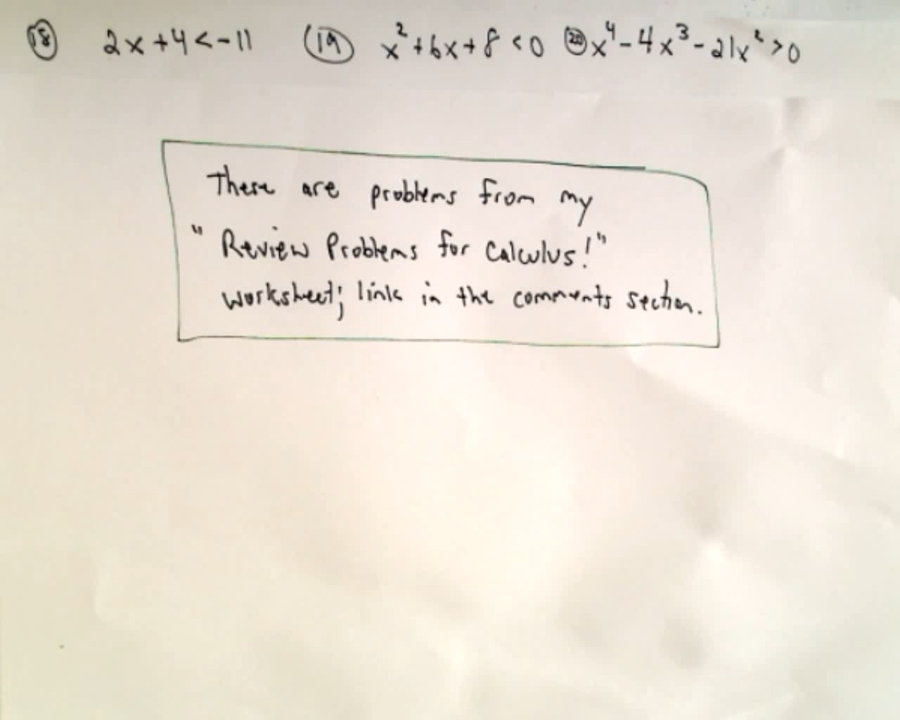 (18) 2x+4<-11 (19) x²+6x+8<0 (20) x⁴-4x³-21x²>0
These are problems from my
"Review Problems for Calculus!"
worksheet; link in the comments section.